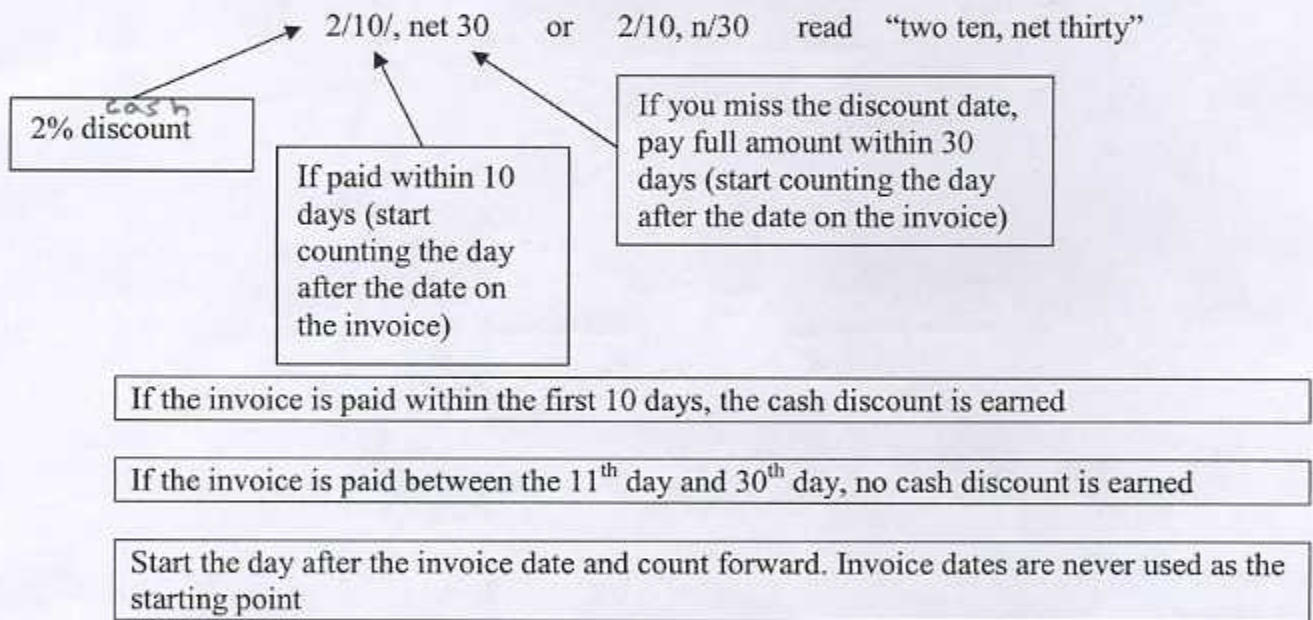 2/10/, net 30 or 2/10, n/30 read “two ten, net thirty”
cash
2% discount
If paid within 10
days (start
counting the day
after the date on
the invoice)
If you miss the discount date,
pay full amount within 30
days (start counting the day
after the date on the invoice)
If the invoice is paid within the first 10 days, the cash discount is earned
If the invoice is paid between the 11th day and 30th day, no cash discount is earned
Start the day after the invoice date and count forward. Invoice dates are never used as the
starting point